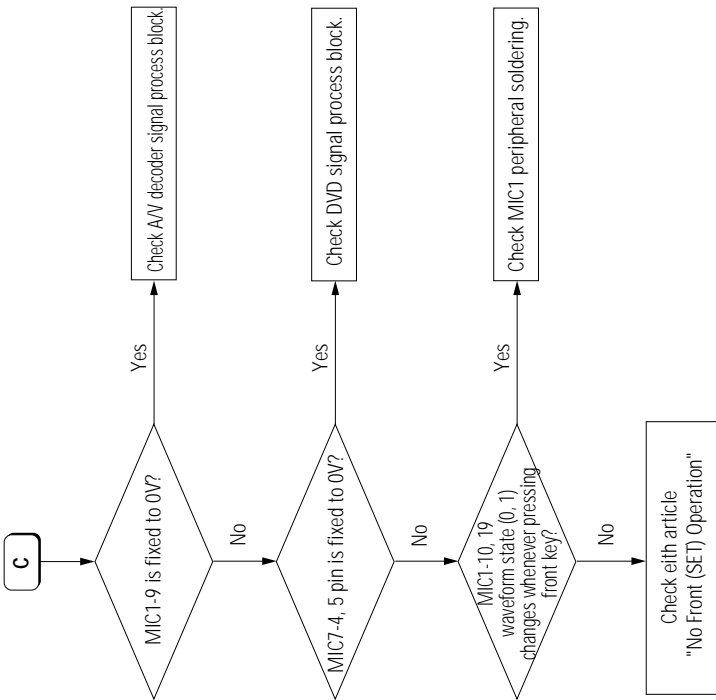 C
MIC1-9 is fixed to 0V?
Yes
Check A/V decoder signal process block.
No
MIC7-4, 5 pin is fixed to 0V?
Yes
Check DVD signal process block.
No
MIC1-10, 19
waveform state (0, 1)
changes whenever pressing
front key?
Yes
Check MIC1 peripheral soldering.
No
Check eith article
"No Front (SET) Operation"